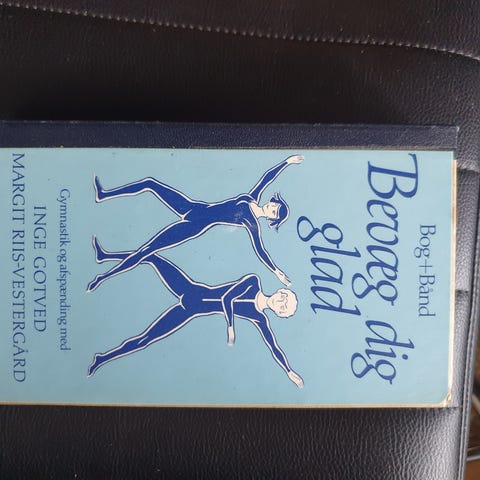 Bog+Bånd
Bevæg dig
glad
Gymnastik og afspænding med
INGE GOTVED
MARGIT RIIS-VESTERGÅRD